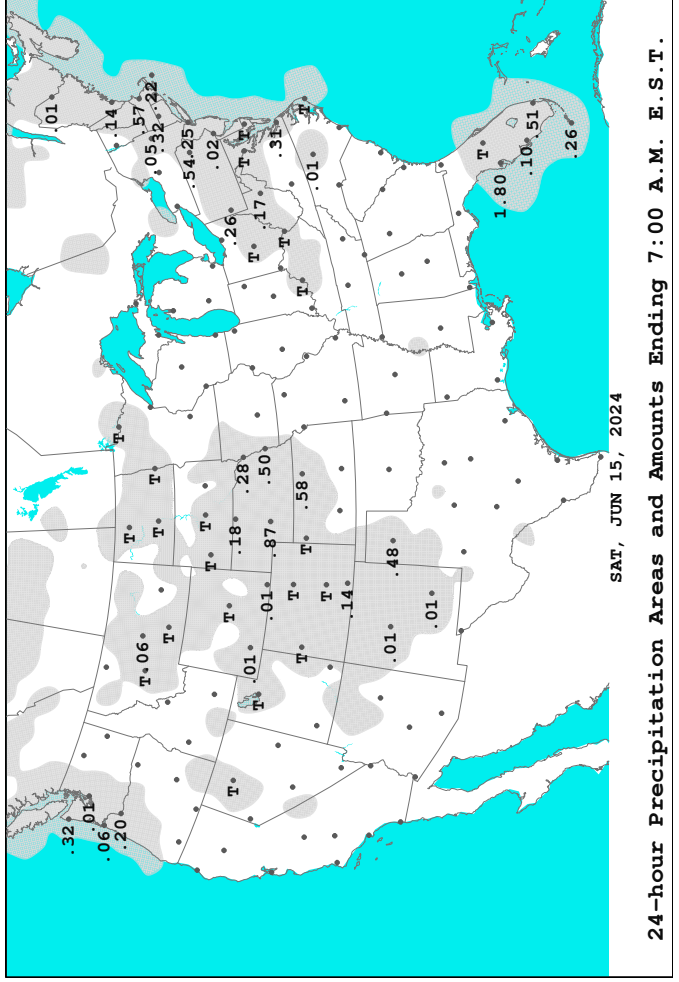 .01
.32
.01
.06
.14
T
.20
T
.57
.06
T
.05
.22
T
T
.32
T
.54
.25
T
T
.02
T
.26
T
.18
.28
T
T
.01
T
T
.17
.50
.01
.87
.31
T
T
T
T
.58
T
T
.01
T
.14
.01
.48
.01
T
1.80
.10
.51
.26
SAT, JUN 15, 2024
24-hour Precipitation Areas and Amounts Ending 7:00 A.M. E.S.T.